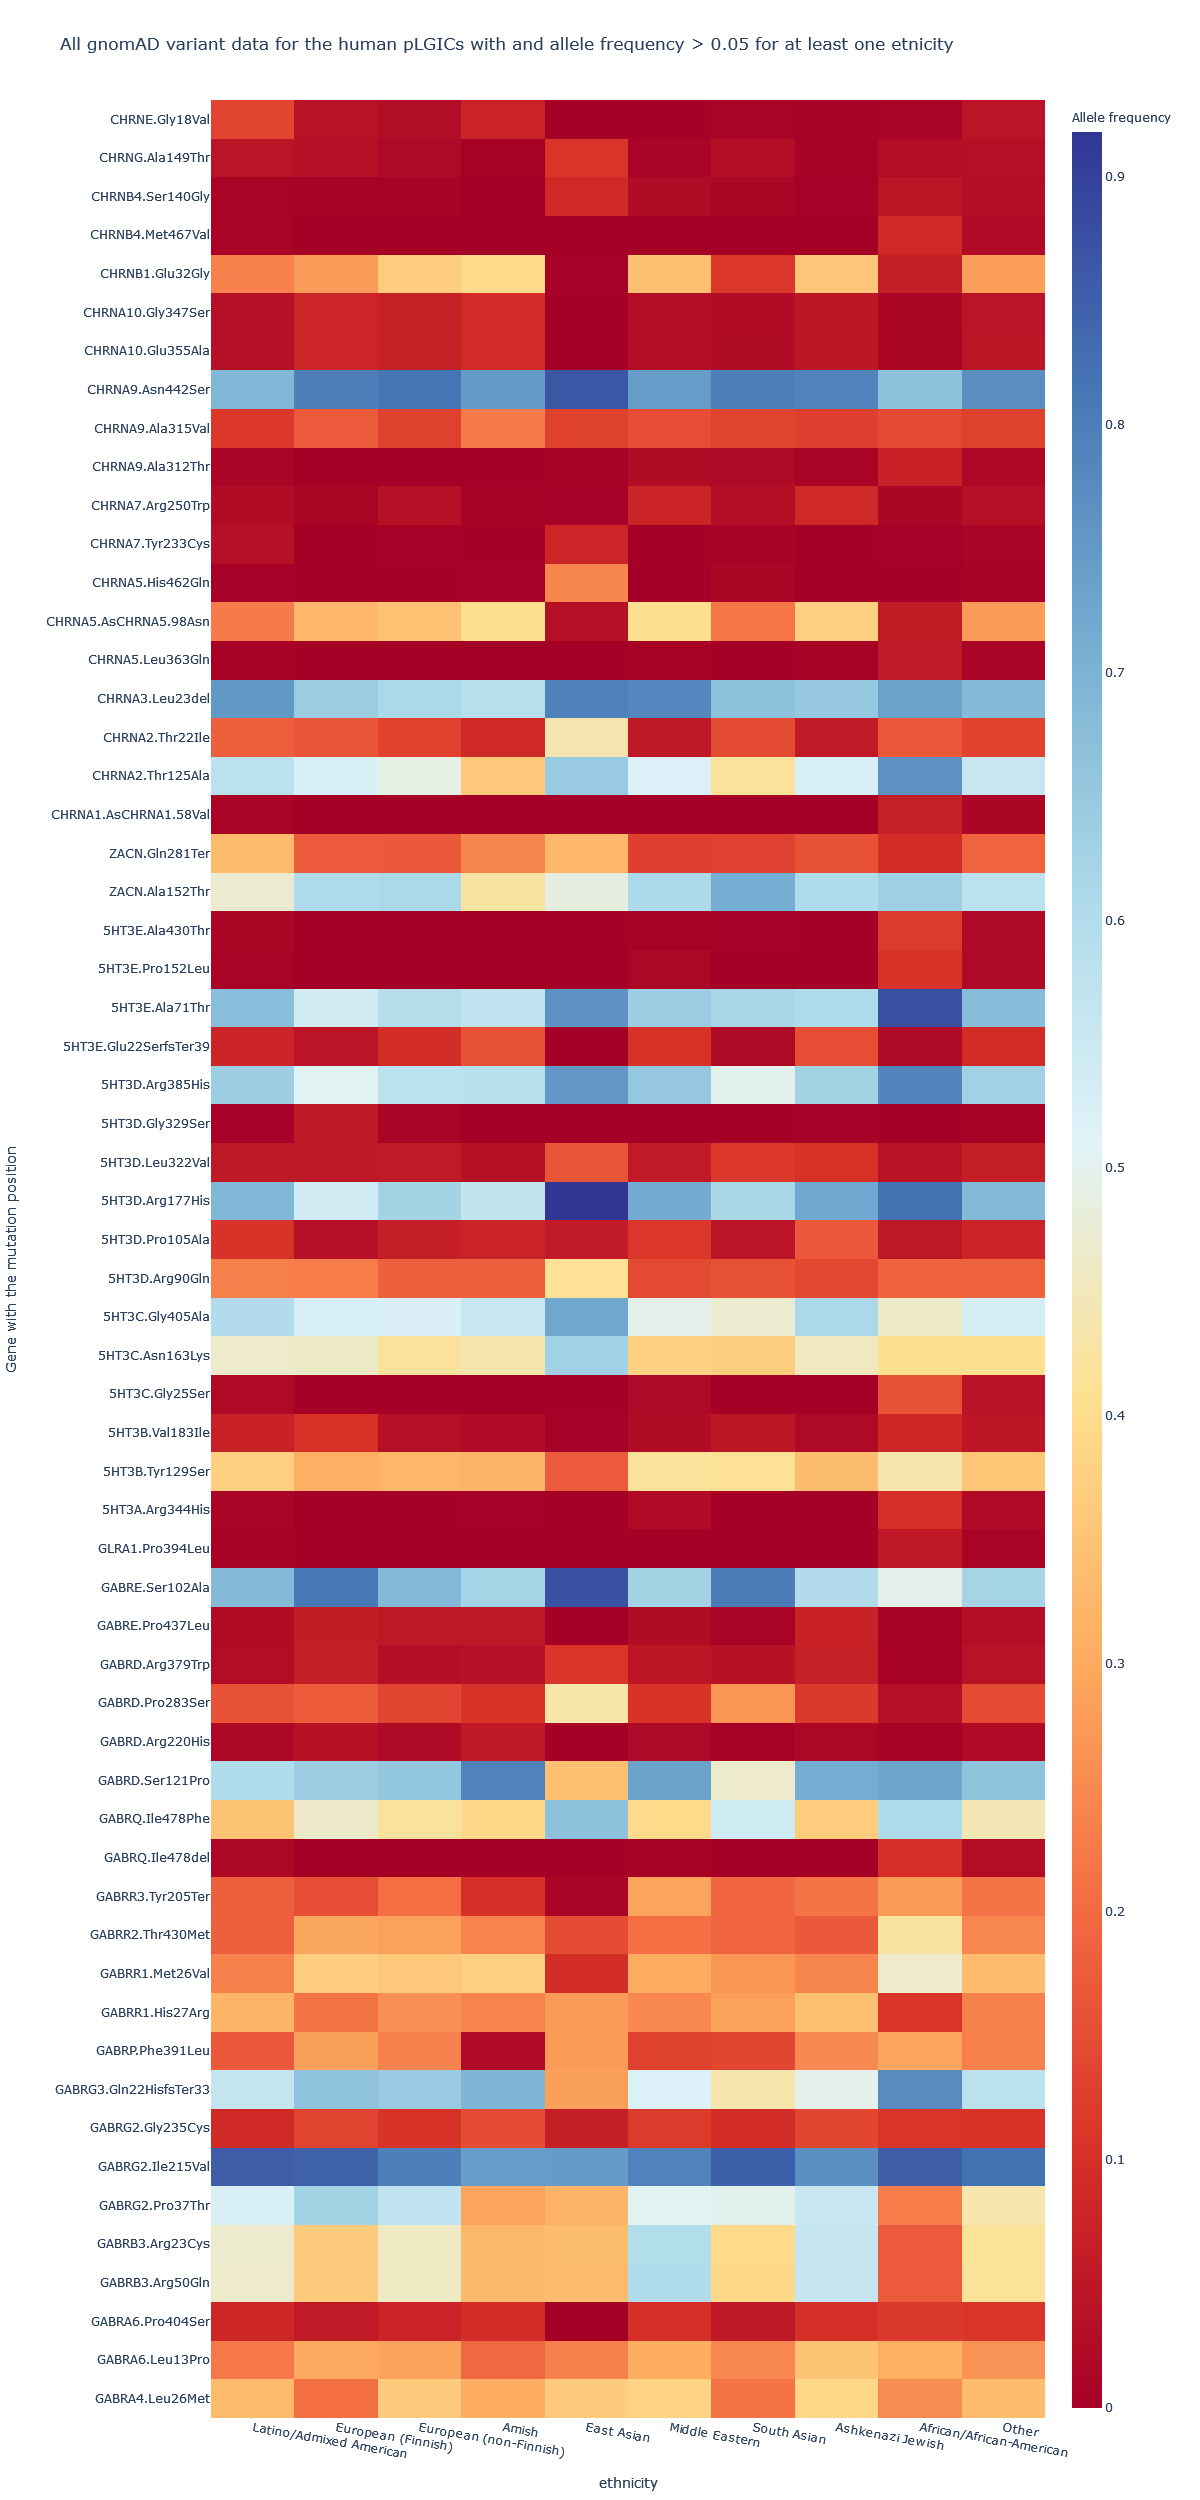 All gnomAD variant data for the human pLGICs with and allele frequency > 0.05 for at least one etnicity
Allele frequency
CHRNE.Gly18Val
CHRNG.Ala149Thr
CHRNB4.Ser140Gly
CHRNB4.Met467Val
CHRNB1.Glu32Gly
CHRNA10.Gly347Ser
CHRNA10.Glu355Ala
CHRNA9.Asn442Ser
CHRNA9.Ala315Val
CHRNA9.Ala312Thr
CHRNA7.Arg250Trp
CHRNA7.Tyr233Cys
CHRNA5.His462Gln
CHRNA5.AsCHRNA5.98Asn
CHRNA5.Leu363Gln
CHRNA3.Leu23del
CHRNA2.Thr22Ile
CHRNA2.Thr125Ala
CHRNA1.AsCHRNA1.58Val
ZACN.Gln281Ter
ZACN.Ala152Thr
5HT3E.Ala430Thr
5HT3E.Pro152Leu
5HT3E.Ala71Thr
5HT3E.Glu22SerfsTer39
5HT3D.Arg385His
5HT3D.Gly329Ser
5HT3D.Leu322Val
5HT3D.Arg177His
5HT3D.Pro105Ala
5HT3D.Arg90Gln
5HT3C.Gly405Ala
5HT3C.Asn163Lys
5HT3C.Gly25Ser
5HT3B.Val183Ile
5HT3B.Tyr129Ser
5HT3A.Arg344His
GLRA1.Pro394Leu
GABRE.Ser102Ala
GABRE.Pro437Leu
GABRD.Arg379Trp
GABRD.Pro283Ser
GABRD.Arg220His
GABRD.Ser121Pro
GABRQ.Ile478Phe
GABRQ.Ile478del
GABRR3.Tyr205Ter
GABRR2.Thr430Met
GABRR1.Met26Val
GABRR1.His27Arg
GABRP.Phe391Leu
GABRG3.Gln22HisfsTer33
GABRG2.Gly235Cys
GABRG2.Ile215Val
GABRG2.Pro37Thr
GABRB3.Arg23Cys
GABRB3.Arg50Gln
GABRA6.Pro404Ser
GABRA6.Leu13Pro
GABRA4.Leu26Met
Gene with the mutation position
0.9
0.8
0.7
0.6
0.5
0.4
0.3
0.2
0.1
0
Latino/Admixed American
European (Finnish)
European (non-Finnish)
Amish
East Asian
Middle Eastern
South Asian
Ashkenazi Jewish
African/African-American
Other
ethnicity